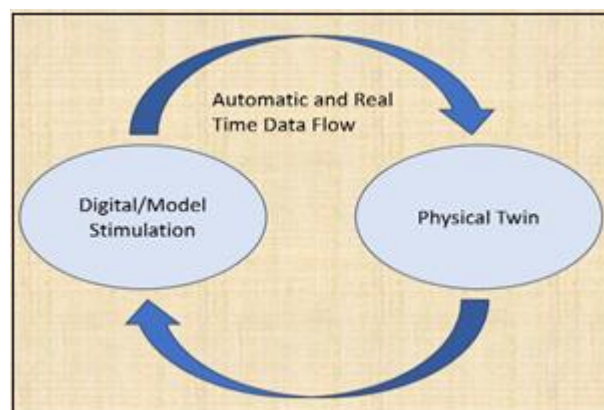 Automatic and Real
Time Data Flow
Digital/Model
Stimulation
Physical Twin